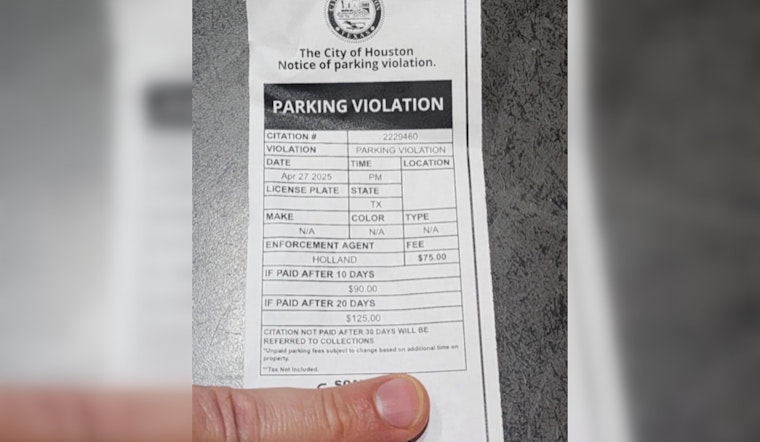 The City of Houston
Notice of parking violation.
PARKING VIOLATION
CITATION # 2229460
VIOLATION PARKING VIOLATION
DATE TIME LOCATION
Apr 27 2025 PM
LICENSE PLATE STATE
TX
MAKE COLOR TYPE
N/A N/A N/A
ENFORCEMENT AGENT FEE
HOLLAND $75.00
IF PAID AFTER 10 DAYS
$90.00
IF PAID AFTER 20 DAYS
$125.00
CITATION NOT PAID AFTER 30 DAYS WILL BE
REFERRED TO COLLECTIONS
*Unpaid parking fees subject to change based on additional time on
property.
**Tax Not Included.